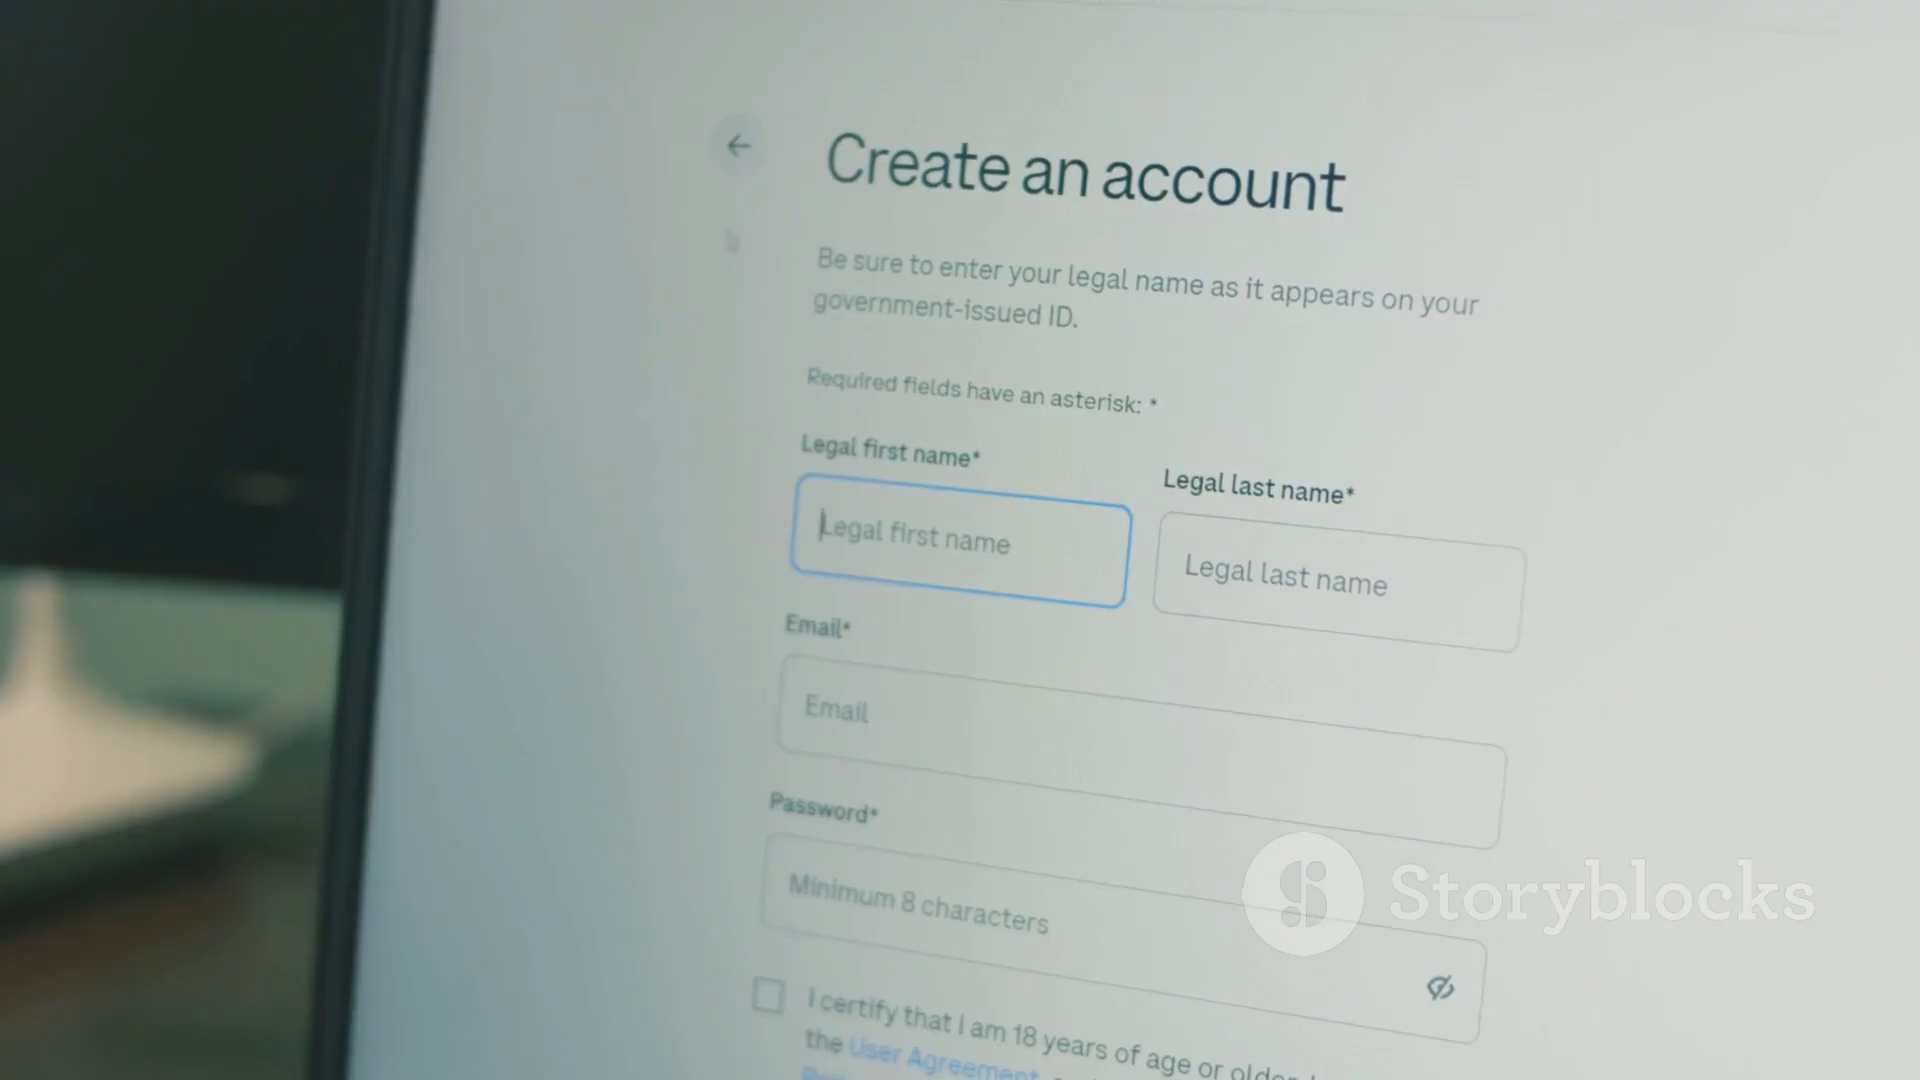 Create an account
Be sure to enter your legal name as it appears on your
government-issued ID.
Required fields have an asterisk: *
Legal first name*
Legal last name*
Legal first name
Legal last name
Email*
Email
Password*
Minimum 8 characters
Storyblocks
I certify that I am 18 years of age or older,
the User Agreement